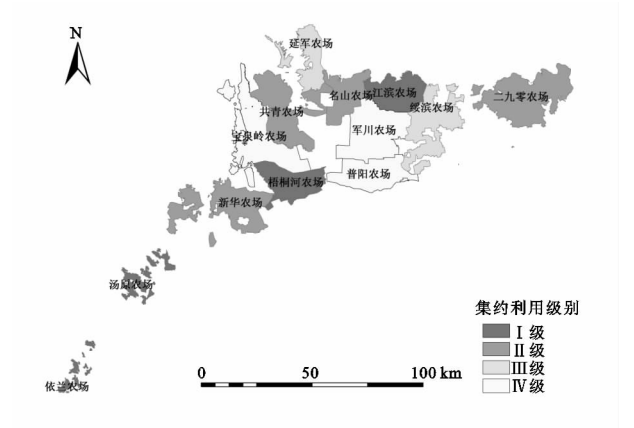 N
延军农场
名山农场
江滨农场
绥滨农场
二九零农场
共青农场
军川农场
宝泉岭农场
普阳农场
梧桐河农场
新华农场
汤原农场
依兰农场
集约利用级别
Ⅰ级
Ⅱ级
Ⅲ级
Ⅳ级
0 50 100 km